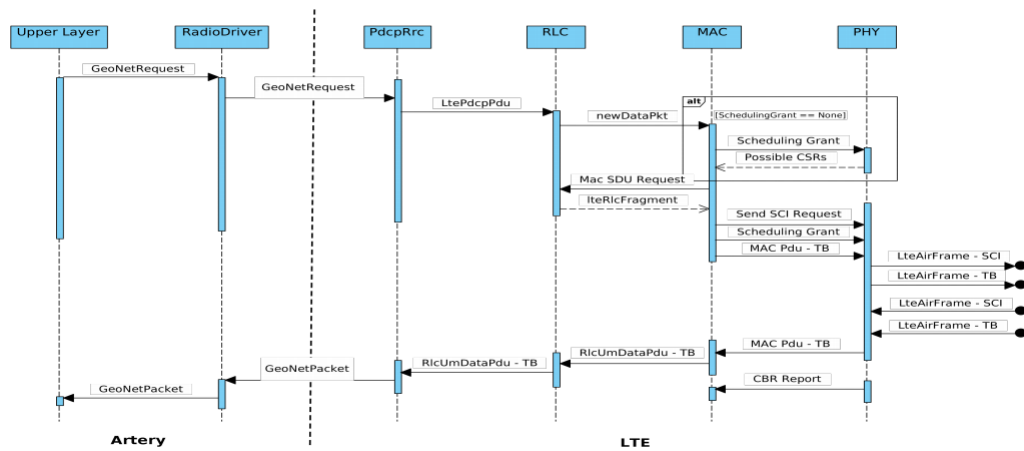 Upper Layer
RadioDriver
PdcpRrc
RLC
MAC
PHY
GeoNetRequest
GeoNetRequest
LtePdcpPdu
alt
newDataPkt
[SchedulingGrant == None]
Scheduling Grant
Possible CSRs
Mac SDU Request
lteRlcFragment
Send SCI Request
Scheduling Grant
MAC Pdu - TB
LteAirFrame - SCI
LteAirFrame - TB
LteAirFrame - SCI
LteAirFrame - TB
MAC Pdu - TB
RlcUmDataPdu - TB
RlcUmDataPdu - TB
GeoNetPacket
CBR Report
GeoNetPacket
Artery
LTE